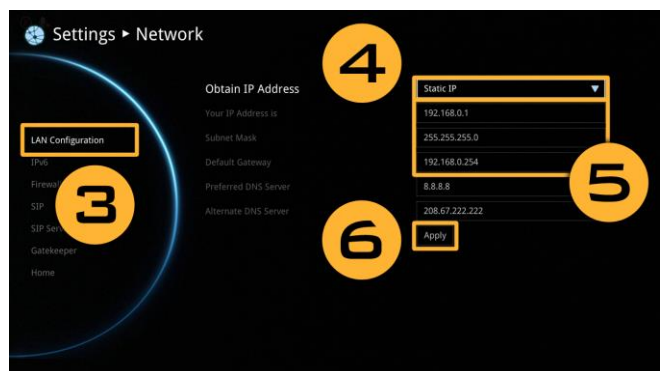 Settings ▸ Network
4
Obtain IP Address
Static IP
Your IP Address is
192.168.0.1
LAN Configuration
Subnet Mask
255.255.255.0
IPv6
Default Gateway
192.168.0.254
3
5
Preferred DNS Server
8.8.8.8
SIP
Alternate DNS Server
208.67.222.222
6
Apply
Gatekeeper
Home